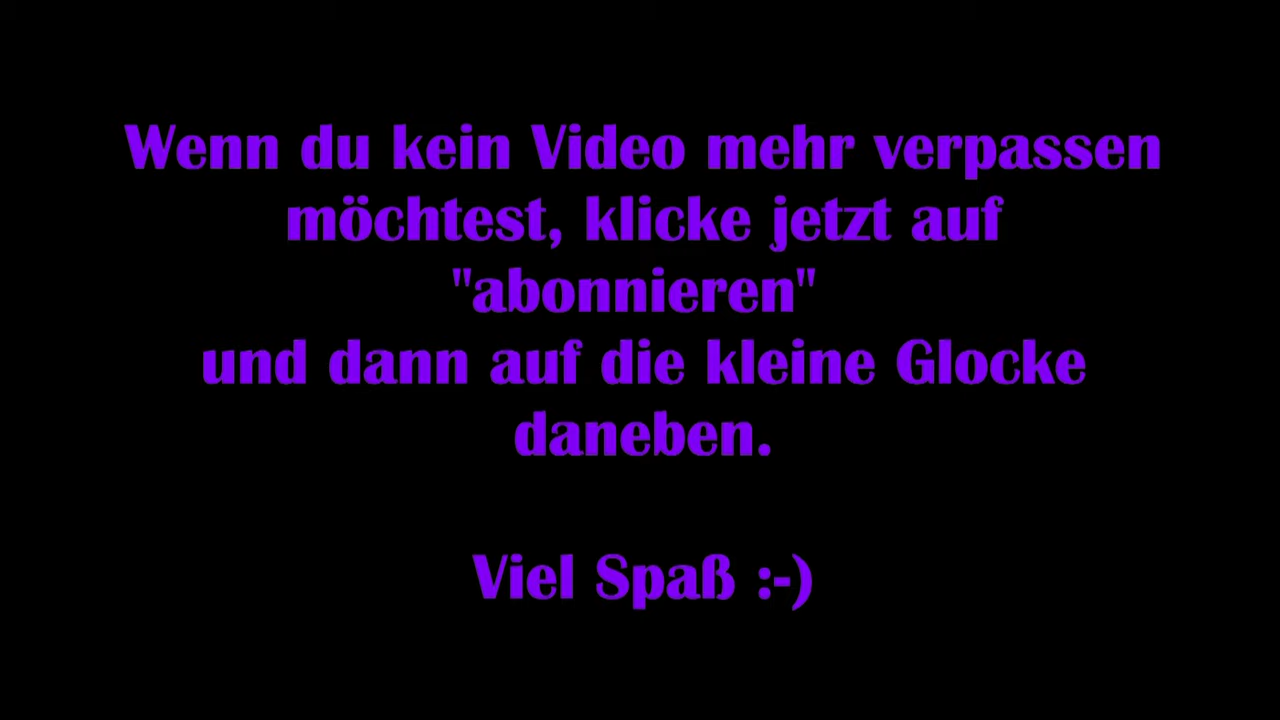 Wenn du kein Video mehr verpassen
möchtest, klicke jetzt auf
"abonnieren"
und dann auf die kleine Glocke
daneben.
Viel Spaß :-)